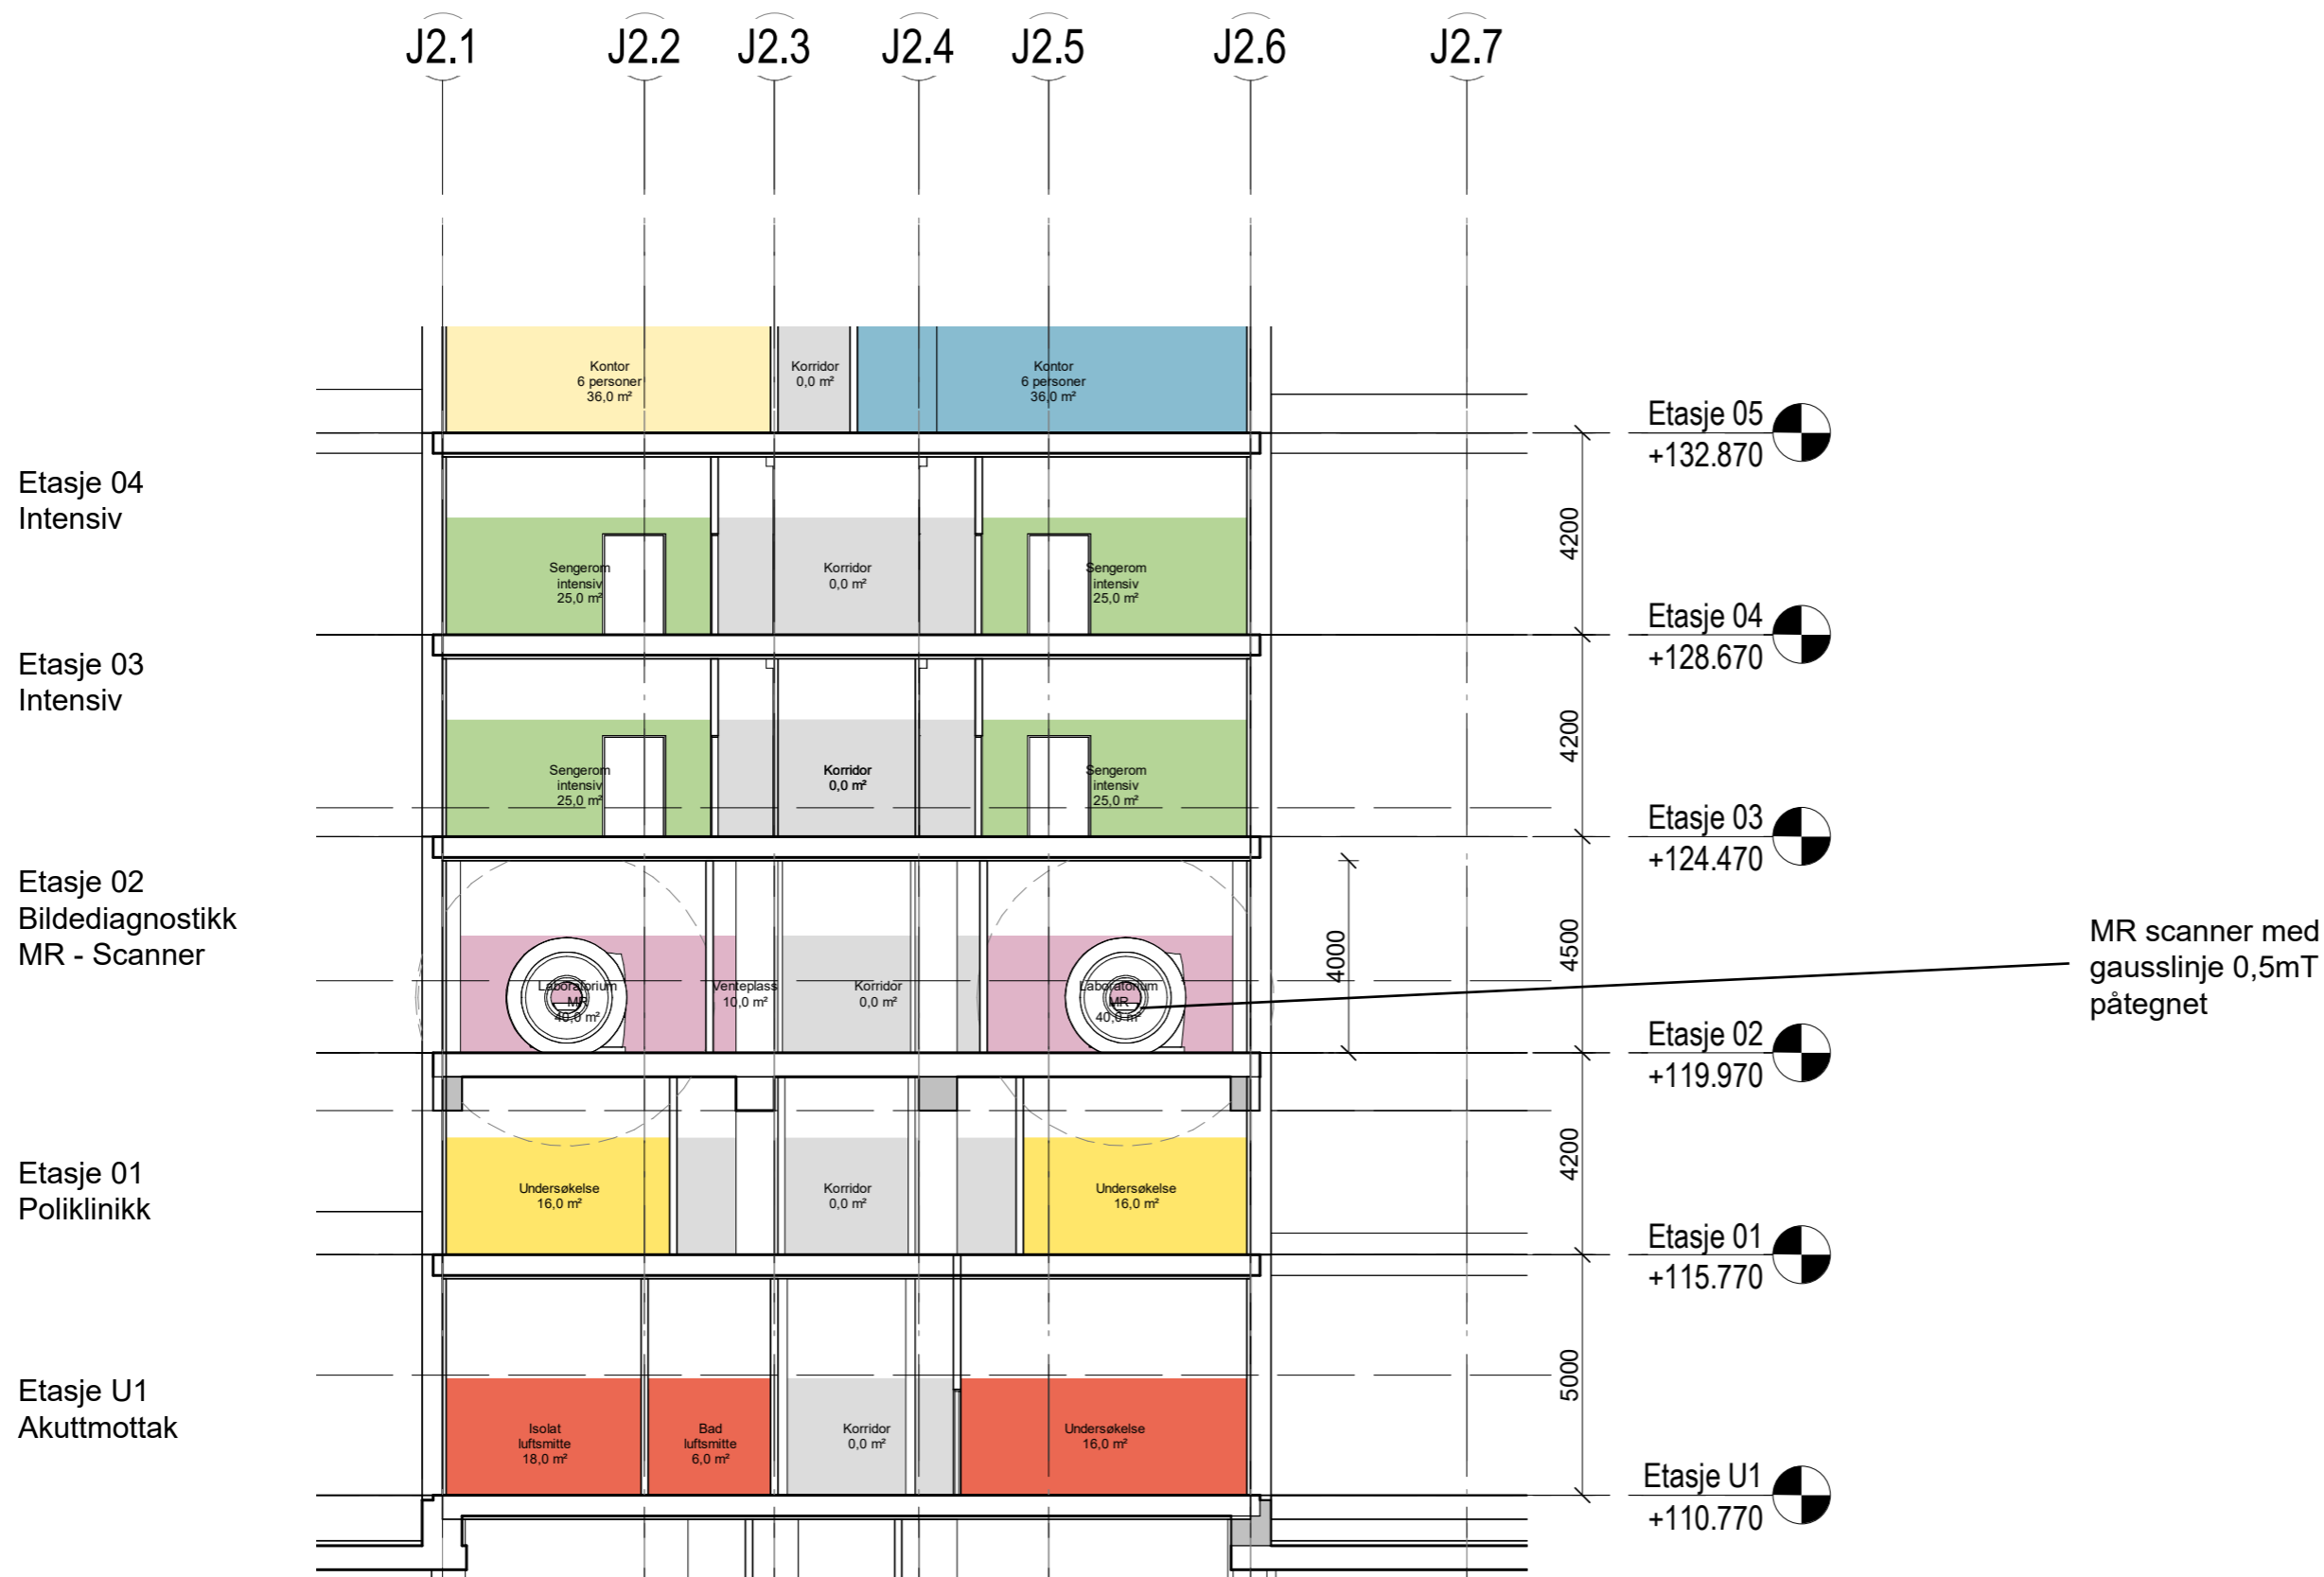 J2.1
J2.2
J2.3
J2.4
J2.5
J2.6
J2.7
Kontor
6 personer
36,0 m²
Korridor
0,0 m²
Kontor
6 personer
36,0 m²
Etasje 05
+132.870
Etasje 04
Intensiv
Sengerom
intensiv
25,0 m²
Korridor
0,0 m²
Sengerom
intensiv
25,0 m²
4200
Etasje 04
+128.670
Etasje 03
Intensiv
Sengerom
intensiv
25,0 m²
Korridor
0,0 m²
Sengerom
intensiv
25,0 m²
4200
Etasje 03
+124.470
Etasje 02
Bildediagnostikk
MR - Scanner
Laboratorium
MR
40,0 m²
Venteplass
10,0 m²
Korridor
0,0 m²
Laboratorium
MR
40,0 m²
4000
4500
MR scanner med
gausslinje 0,5mT
påtegnet
Etasje 02
+119.970
Etasje 01
Poliklinikk
Undersøkelse
16,0 m²
Korridor
0,0 m²
Undersøkelse
16,0 m²
4200
Etasje 01
+115.770
Etasje U1
Akuttmottak
Isolat
luftsmitte
18,0 m²
Bad
luftsmitte
6,0 m²
Korridor
0,0 m²
Undersøkelse
16,0 m²
5000
Etasje U1
+110.770